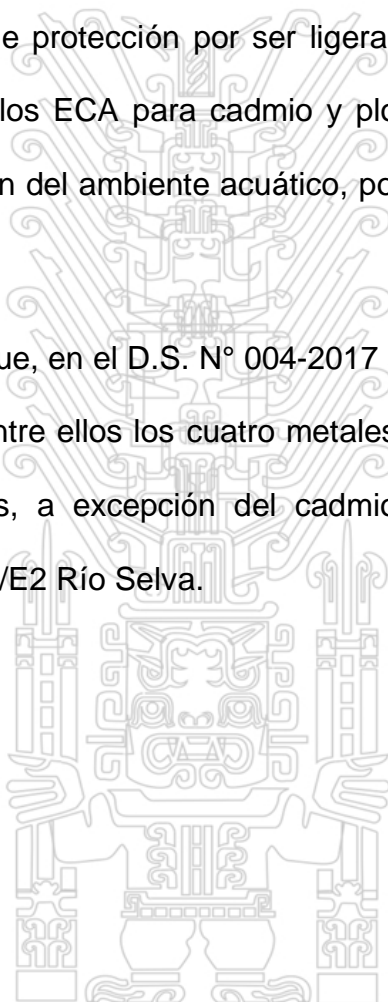 e protección por ser ligera
los ECA para cadmio y plo
n del ambiente acuático, po
ue, en el D.S. N° 004-2017
ntre ellos los cuatro metales
s, a excepción del cadmio
/E2 Río Selva.